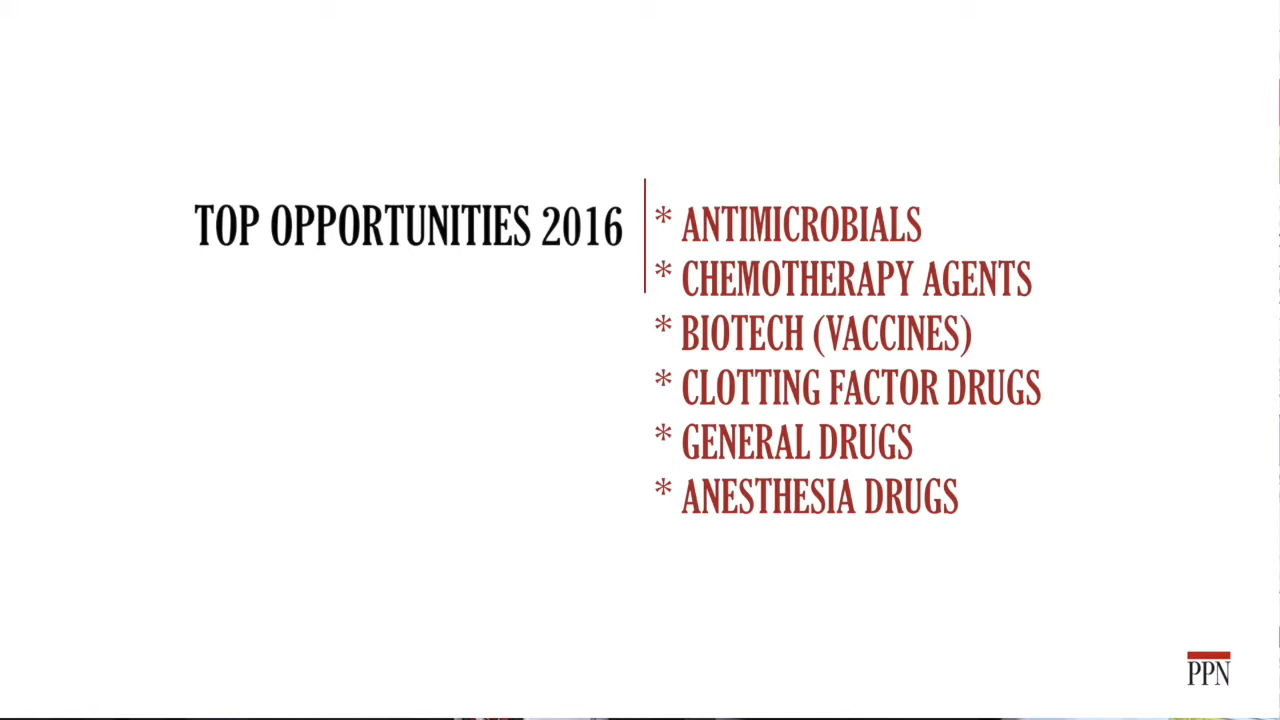 TOP OPPORTUNITIES 2016
* ANTIMICROBIALS
* CHEMOTHERAPY AGENTS
* BIOTECH (VACCINES)
* CLOTTING FACTOR DRUGS
* GENERAL DRUGS
* ANESTHESIA DRUGS
PPN